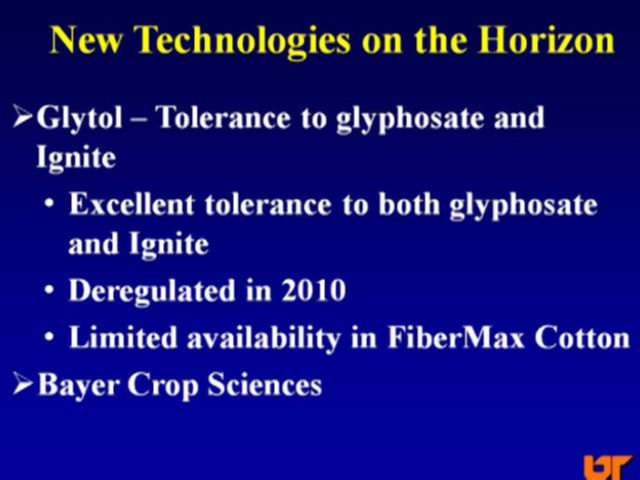 New Technologies on the Horizon
➢Glytol – Tolerance to glyphosate and
Ignite
• Excellent tolerance to both glyphosate
and Ignite
• Deregulated in 2010
• Limited availability in FiberMax Cotton
➢Bayer Crop Sciences
UT